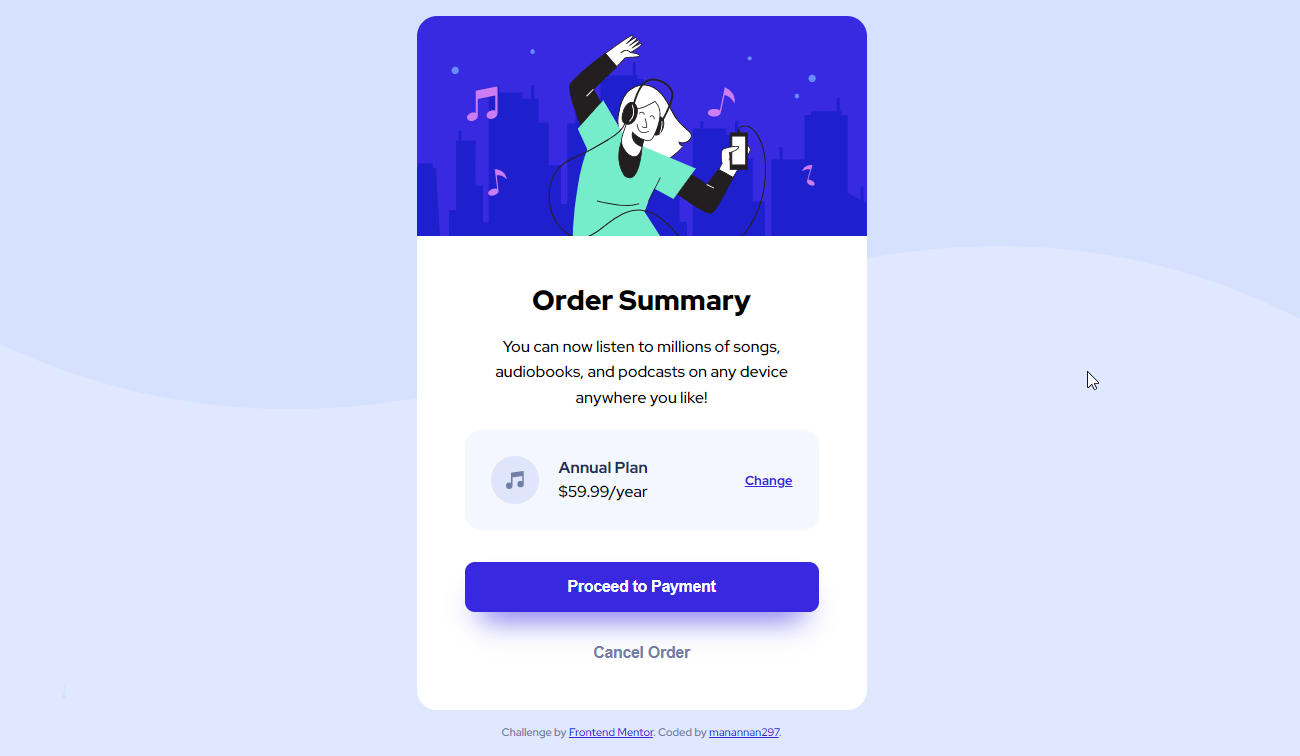 Order Summary
You can now listen to millions of songs,
audiobooks, and podcasts on any device
anywhere you like!
Annual Plan
$59.99/year
Change
Proceed to Payment
Cancel Order
Challenge by Frontend Mentor. Coded by manannan297.